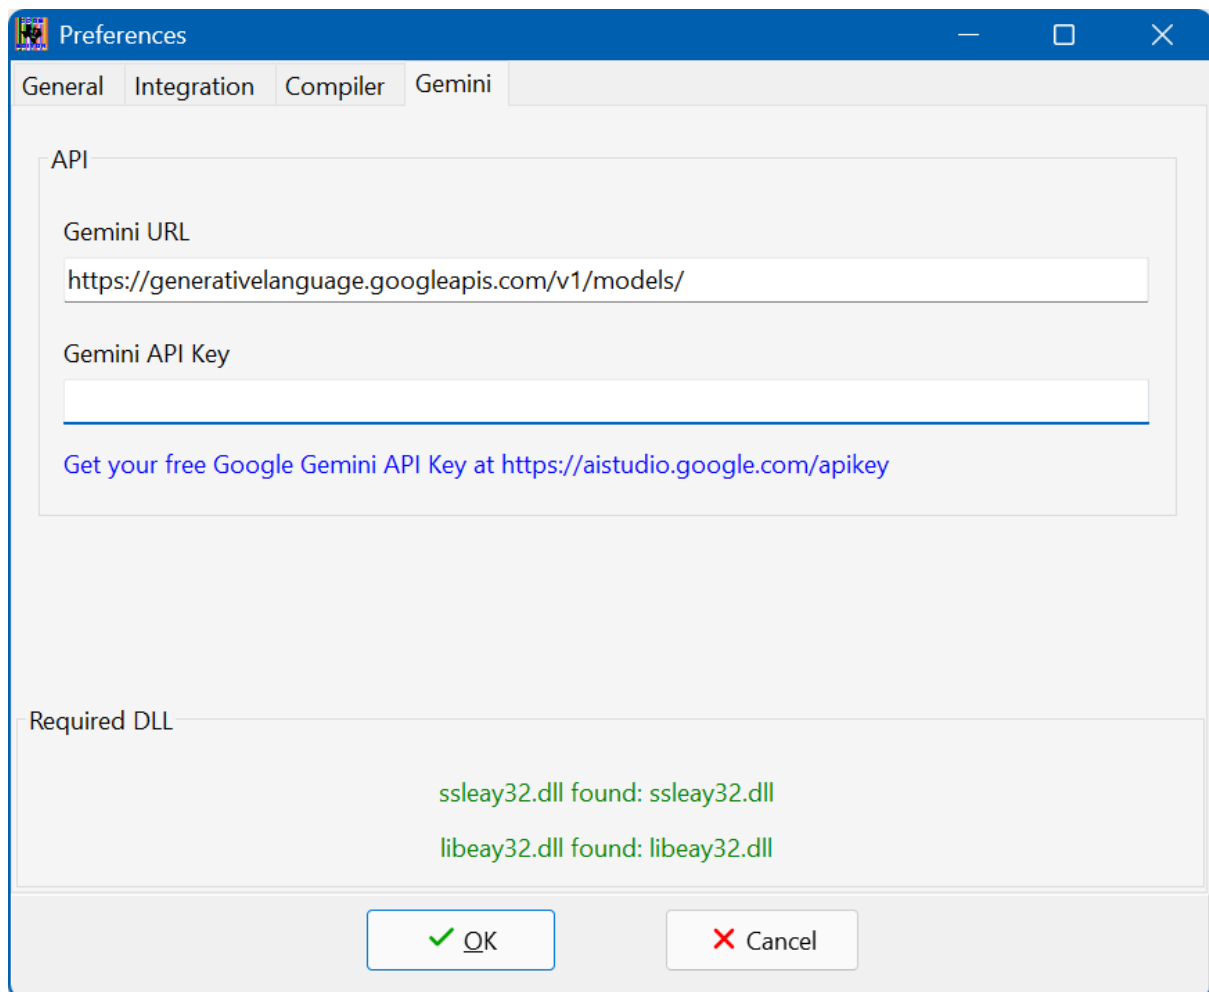 Preferences
General Integration Compiler Gemini
API
Gemini URL
https://generativelanguage.googleapis.com/v1/models/
Gemini API Key
Get your free Google Gemini API Key at https://aistudio.google.com/apikey
Required DLL
ssleay32.dll found: ssleay32.dll
libeay32.dll found: libeay32.dll
OK Cancel